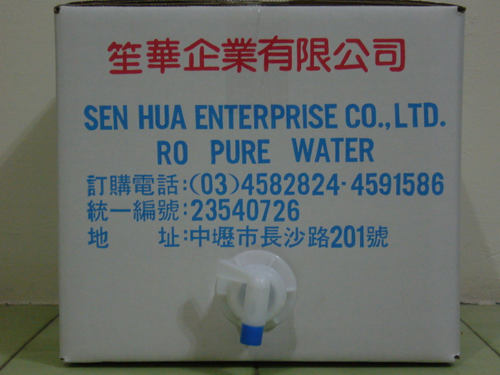 笙華企業有限公司
SEN HUA ENTERPRISE CO.,LTD.
RO PURE WATER
訂購電話:(03)4582824·4591586
統一編號:23540726
地 址:中壢市長沙路201號